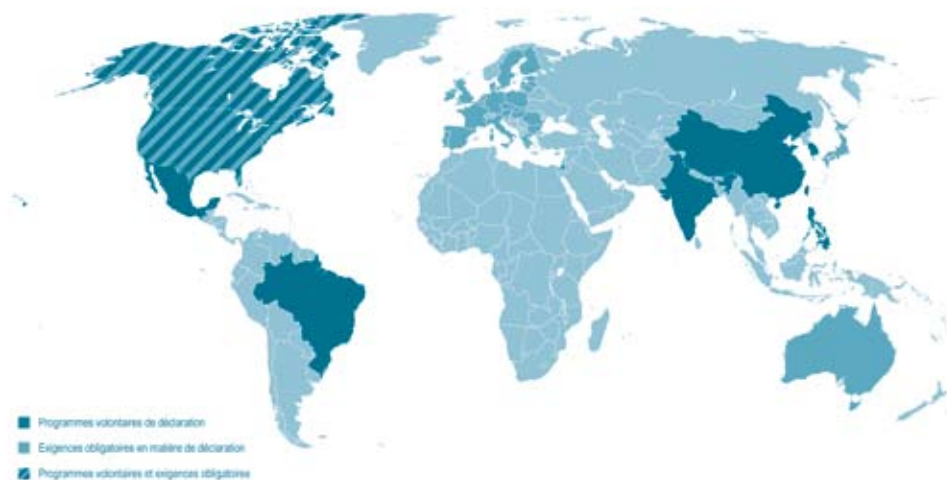 Programmes volontaires de déclaration
Exigences obligatoires en matière de déclaration
Programmes volontaires et exigences obligatoires